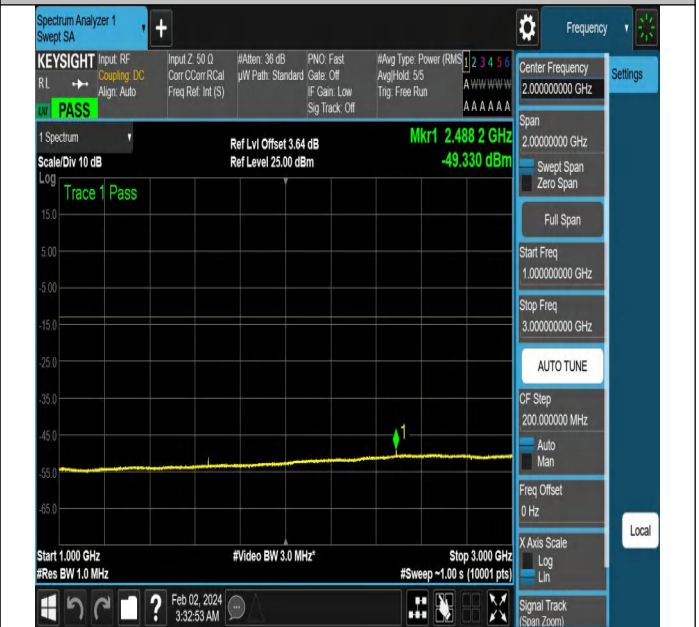 Spectrum Analyzer 1
Swept SA
Frequency
KEYSIGHT
RL
Input: RF
Coupling: DC
Align: Auto
Input Z: 50 Ω
Corr CCorr RCal
Freq Ref: Int (S)
#Atten: 36 dB
µW Path: Standard
PNO: Fast
Gate: Off
IF Gain: Low
Sig Track: Off
#Avg Type: Power (RMS
Avg|Hold: 5/5
Trig: Free Run
1 2 3 4 5 6
A W W W W W
A A A A A A
PASS
1 Spectrum
Scale/Div 10 dB
Ref Lvl Offset 3.64 dB
Ref Level 25.00 dBm
Mkr1 2.488 2 GHz
-49.330 dBm
Log
Trace 1 Pass
15.0
5.00
-5.00
-15.0
-25.0
-35.0
-45.0
-55.0
-65.0
1
Start 1.000 GHz
#Res BW 1.0 MHz
#Video BW 3.0 MHz*
Stop 3.000 GHz
#Sweep ~1.00 s (10001 pts)
Feb 02, 2024
3:32:53 AM
Center Frequency
2.000000000 GHz
Span
2.00000000 GHz
Swept Span
Zero Span
Full Span
Start Freq
1.000000000 GHz
Stop Freq
3.000000000 GHz
AUTO TUNE
CF Step
200.000000 MHz
Auto
Man
Freq Offset
0 Hz
X Axis Scale
Log
Lin
Signal Track
(Span Zoom)
Settings
Local